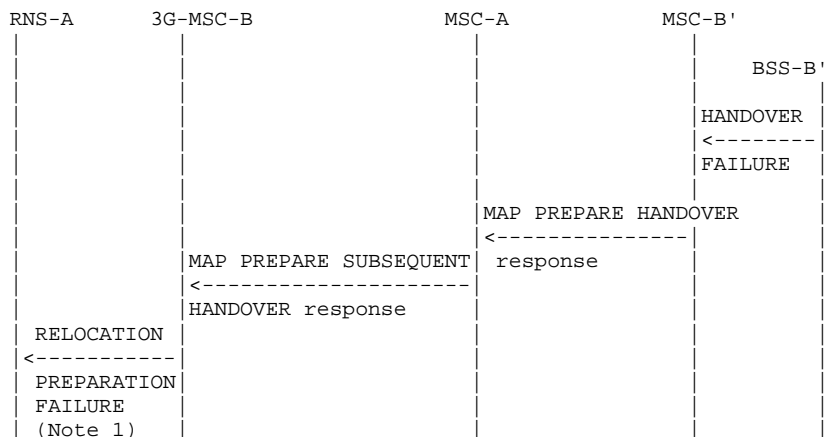 RNS-A 3G-MSC-B MSC-A MSC-B'
BSS-B'
HANDOVER
FAILURE
MAP PREPARE HANDOVER
MAP PREPARE SUBSEQUENT response
HANDOVER response
RELOCATION
PREPARATION
FAILURE
(Note 1)